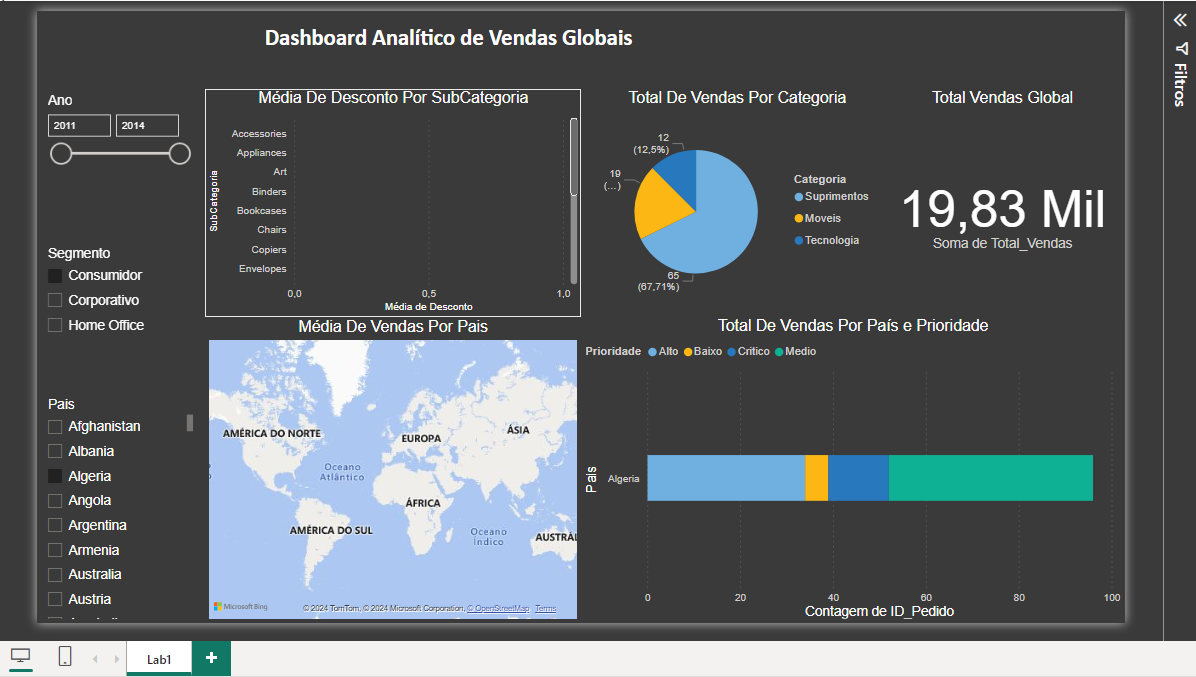 Dashboard Analítico de Vendas Globais
Filtros
Ano
2011
2014
Segmento
Consumidor
Corporativo
Home Office
Pais
Afghanistan
Albania
Algeria
Angola
Argentina
Armenia
Australia
Austria
Média De Desconto Por SubCategoria
SubCategoria
Accessories
Appliances
Art
Binders
Bookcases
Chairs
Copiers
Envelopes
0,0
0,5
1,0
Média de Desconto
Total De Vendas Por Categoria
12
(12,5%)
19
(...)
65
(67,71%)
Categoria
Suprimentos
Moveis
Tecnologia
Total Vendas Global
19,83 Mil
Soma de Total_Vendas
Média De Vendas Por Pais
AMÉRICA DO NORTE
EUROPA
ÁSIA
Oceano
Atlântico
ÁFRICA
AMÉRICA DO SUL
Oceano
Índico
AUSTRÁL
Microsoft Bing
© 2024 TomTom, © 2024 Microsoft Corporation, © OpenStreetMap Terms
Total De Vendas Por País e Prioridade
Prioridade Alto Baixo Critico Medio
Pais
Algeria
0 20 40 60 80 100
Contagem de ID_Pedido
Lab1